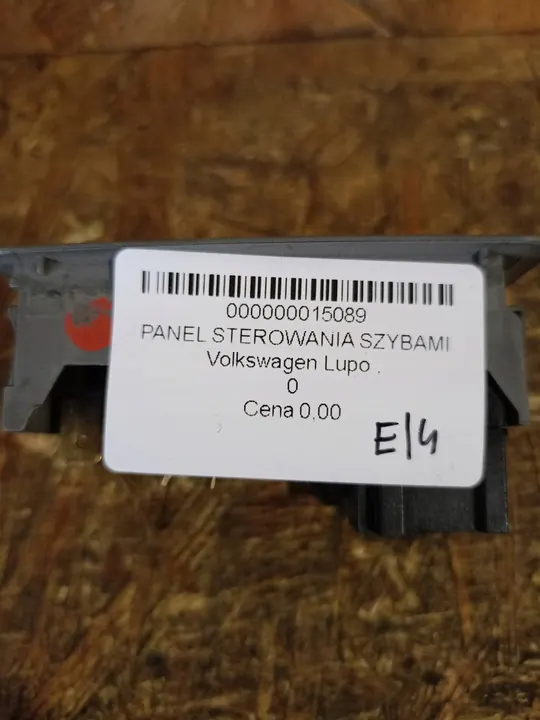 000000015089
PANEL STEROWANIA SZYBAMI
Volkswagen Lupo .
0
Cena 0,00
E/4